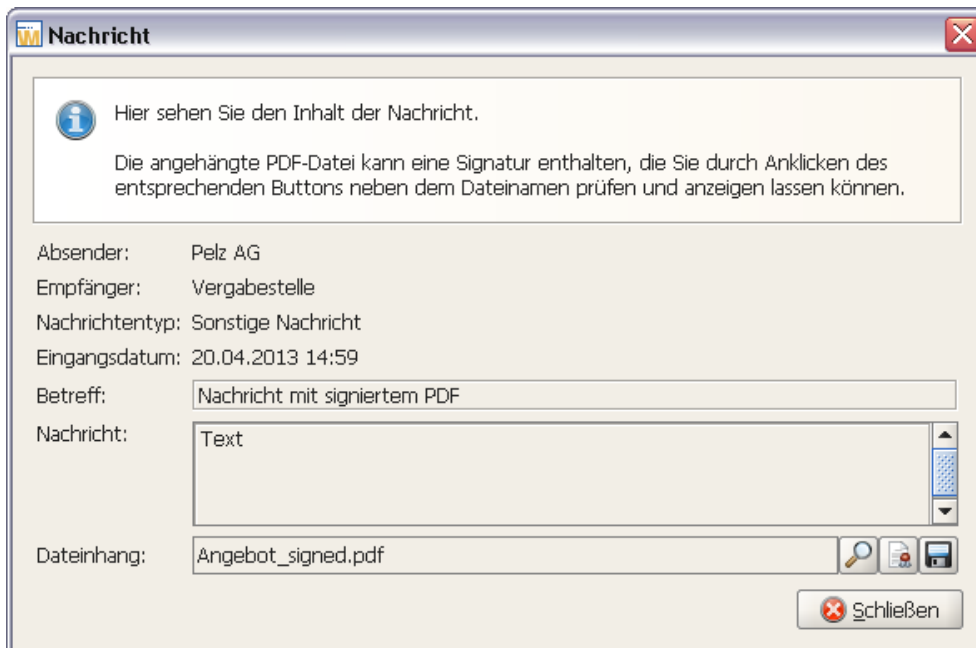 Nachricht
Hier sehen Sie den Inhalt der Nachricht.
Die angehängte PDF-Datei kann eine Signatur enthalten, die Sie durch Anklicken des
entsprechenden Buttons neben dem Dateinamen prüfen und anzeigen lassen können.
Absender: Pelz AG
Empfänger: Vergabestelle
Nachrichtentyp: Sonstige Nachricht
Eingangsdatum: 20.04.2013 14:59
Betreff: Nachricht mit signiertem PDF
Nachricht: Text
Dateinhang: Angebot_signed.pdf
Schließen